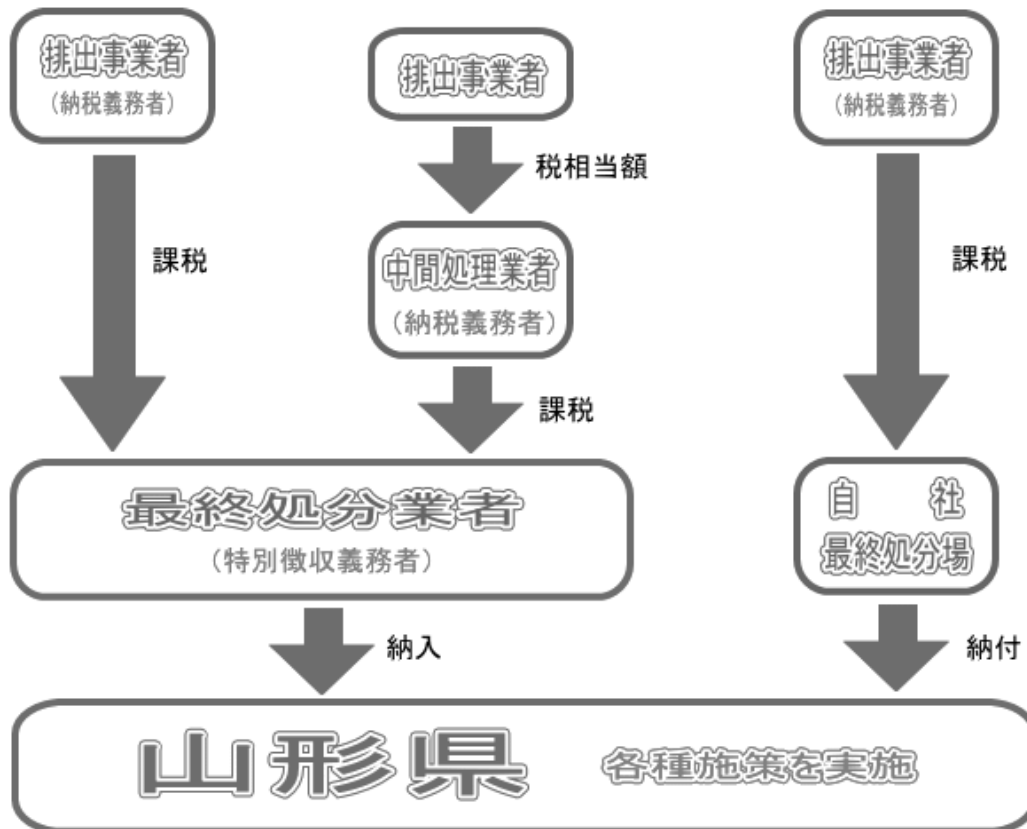 排出事業者
(納税義務者)
排出事業者
排出事業者
(納税義務者)
税相当額
課税
中間処理業者
(納税義務者)
課税
課税
最終処分業者
(特別徴収義務者)
自 社
最終処分場
納入
納付
山形県 各種施策を実施